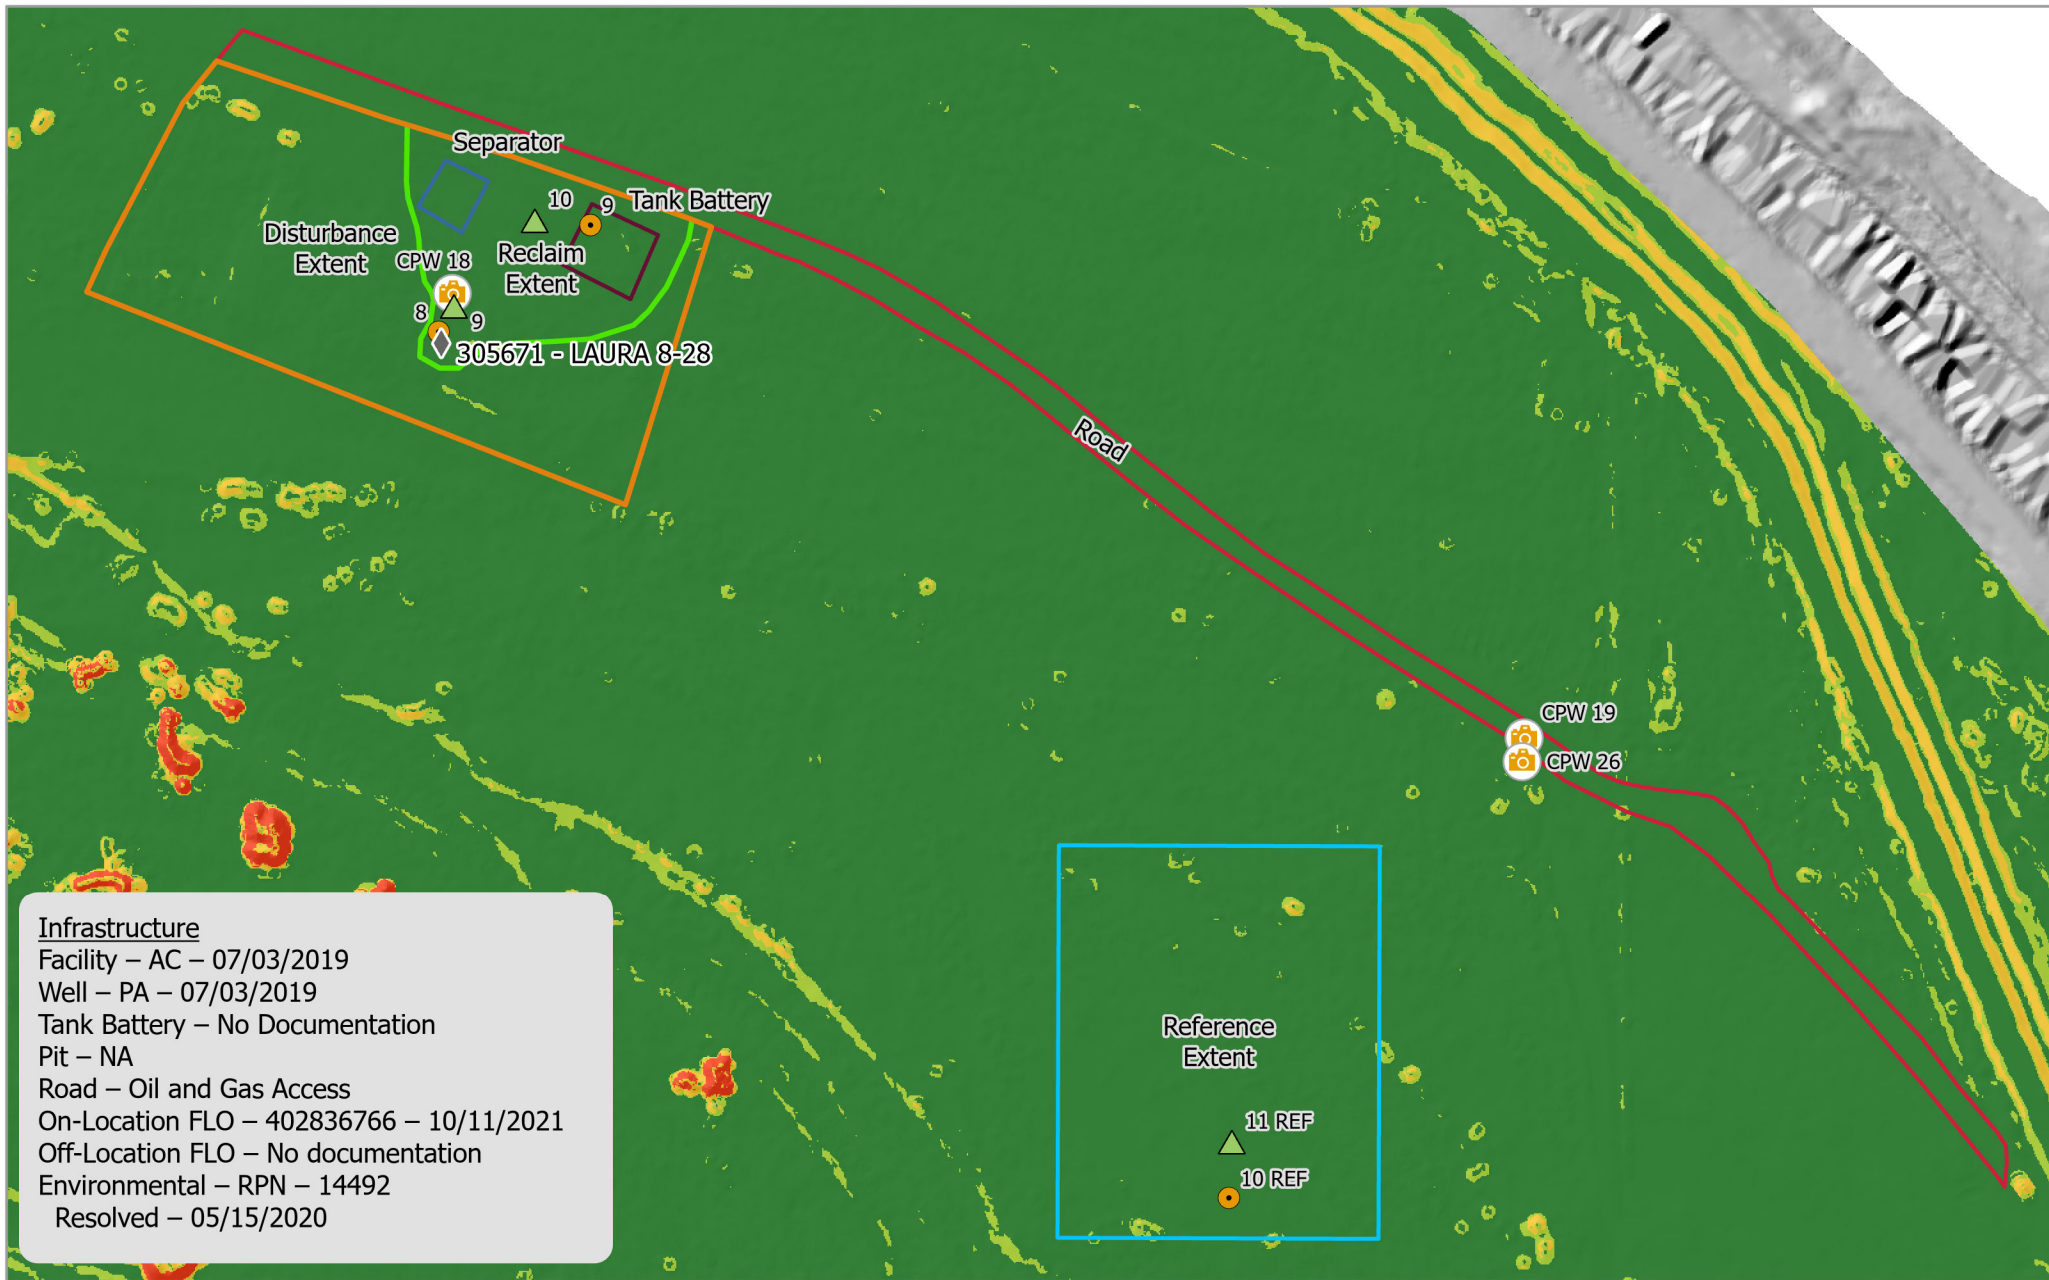 Separator
Tank Battery
10
9
Disturbance
Extent
CPW 18
Reclaim
Extent
8
9
305671 - LAURA 8-28
Road
CPW 19
CPW 26
Reference
Extent
11 REF
10 REF
Infrastructure
Facility – AC – 07/03/2019
Well – PA – 07/03/2019
Tank Battery – No Documentation
Pit – NA
Road – Oil and Gas Access
On-Location FLO – 402836766 – 10/11/2021
Off-Location FLO – No documentation
Environmental – RPN – 14492
Resolved – 05/15/2020